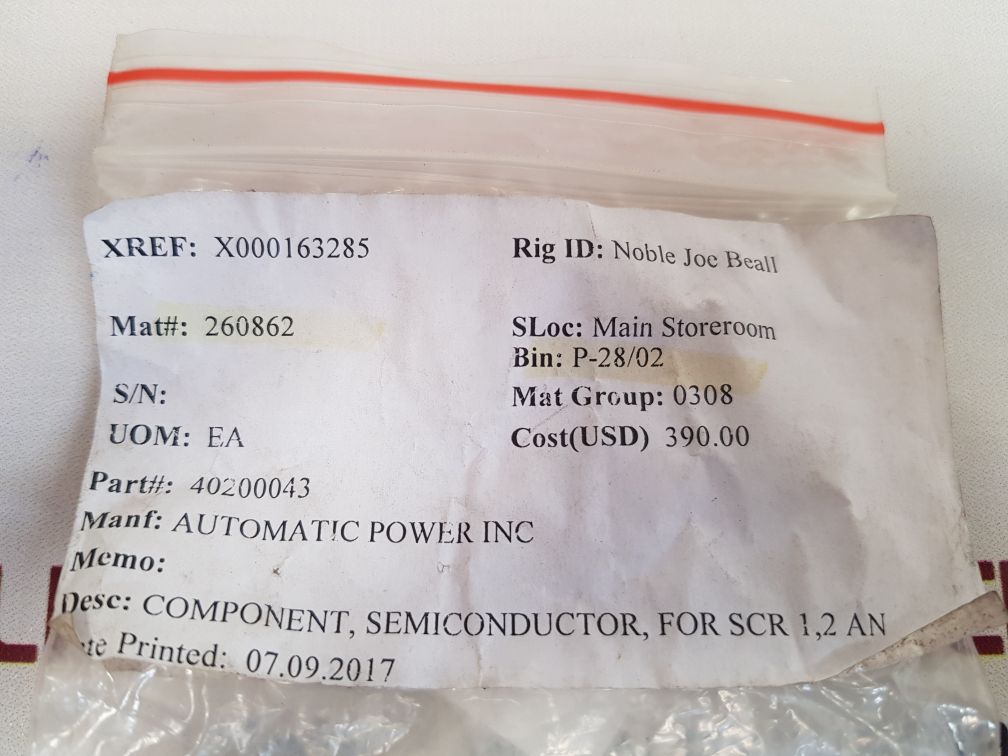 XREF: X000163285
Rig ID: Noble Joe Beall
Mat#: 260862
SLoc: Main Storeroom
Bin: P-28/02
S/N:
Mat Group: 0308
UOM: EA
Cost(USD) 390.00
Part#: 40200043
Manf: AUTOMATIC POWER INC
Memo:
Desc: COMPONENT, SEMICONDUCTOR, FOR SCR 1,2 AN
te Printed: 07.09.2017